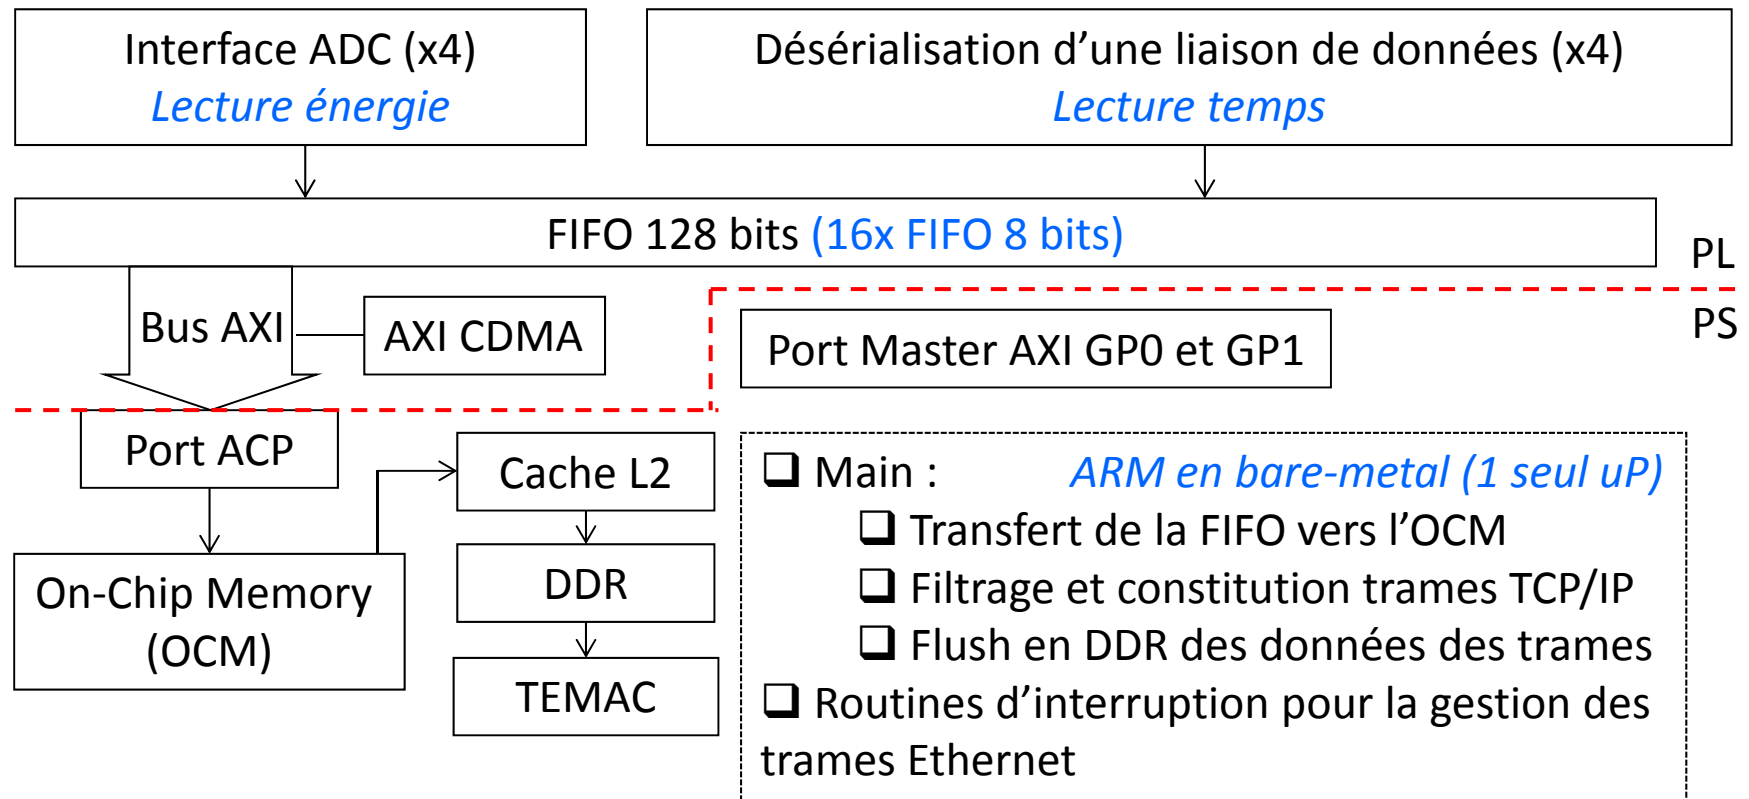 Interface ADC (x4)
Lecture énergie
Désérialisation d’une liaison de données (x4)
Lecture temps
FIFO 128 bits (16x FIFO 8 bits)
PL
PS
Bus AXI
AXI CDMA
Port Master AXI GP0 et GP1
Port ACP
Cache L2
On-Chip Memory
(OCM)
DDR
TEMAC
❑ Main : ARM en bare-metal (1 seul uP)
❑ Transfert de la FIFO vers l’OCM
❑ Filtrage et constitution trames TCP/IP
❑ Flush en DDR des données des trames
❑ Routines d’interruption pour la gestion des
trames Ethernet